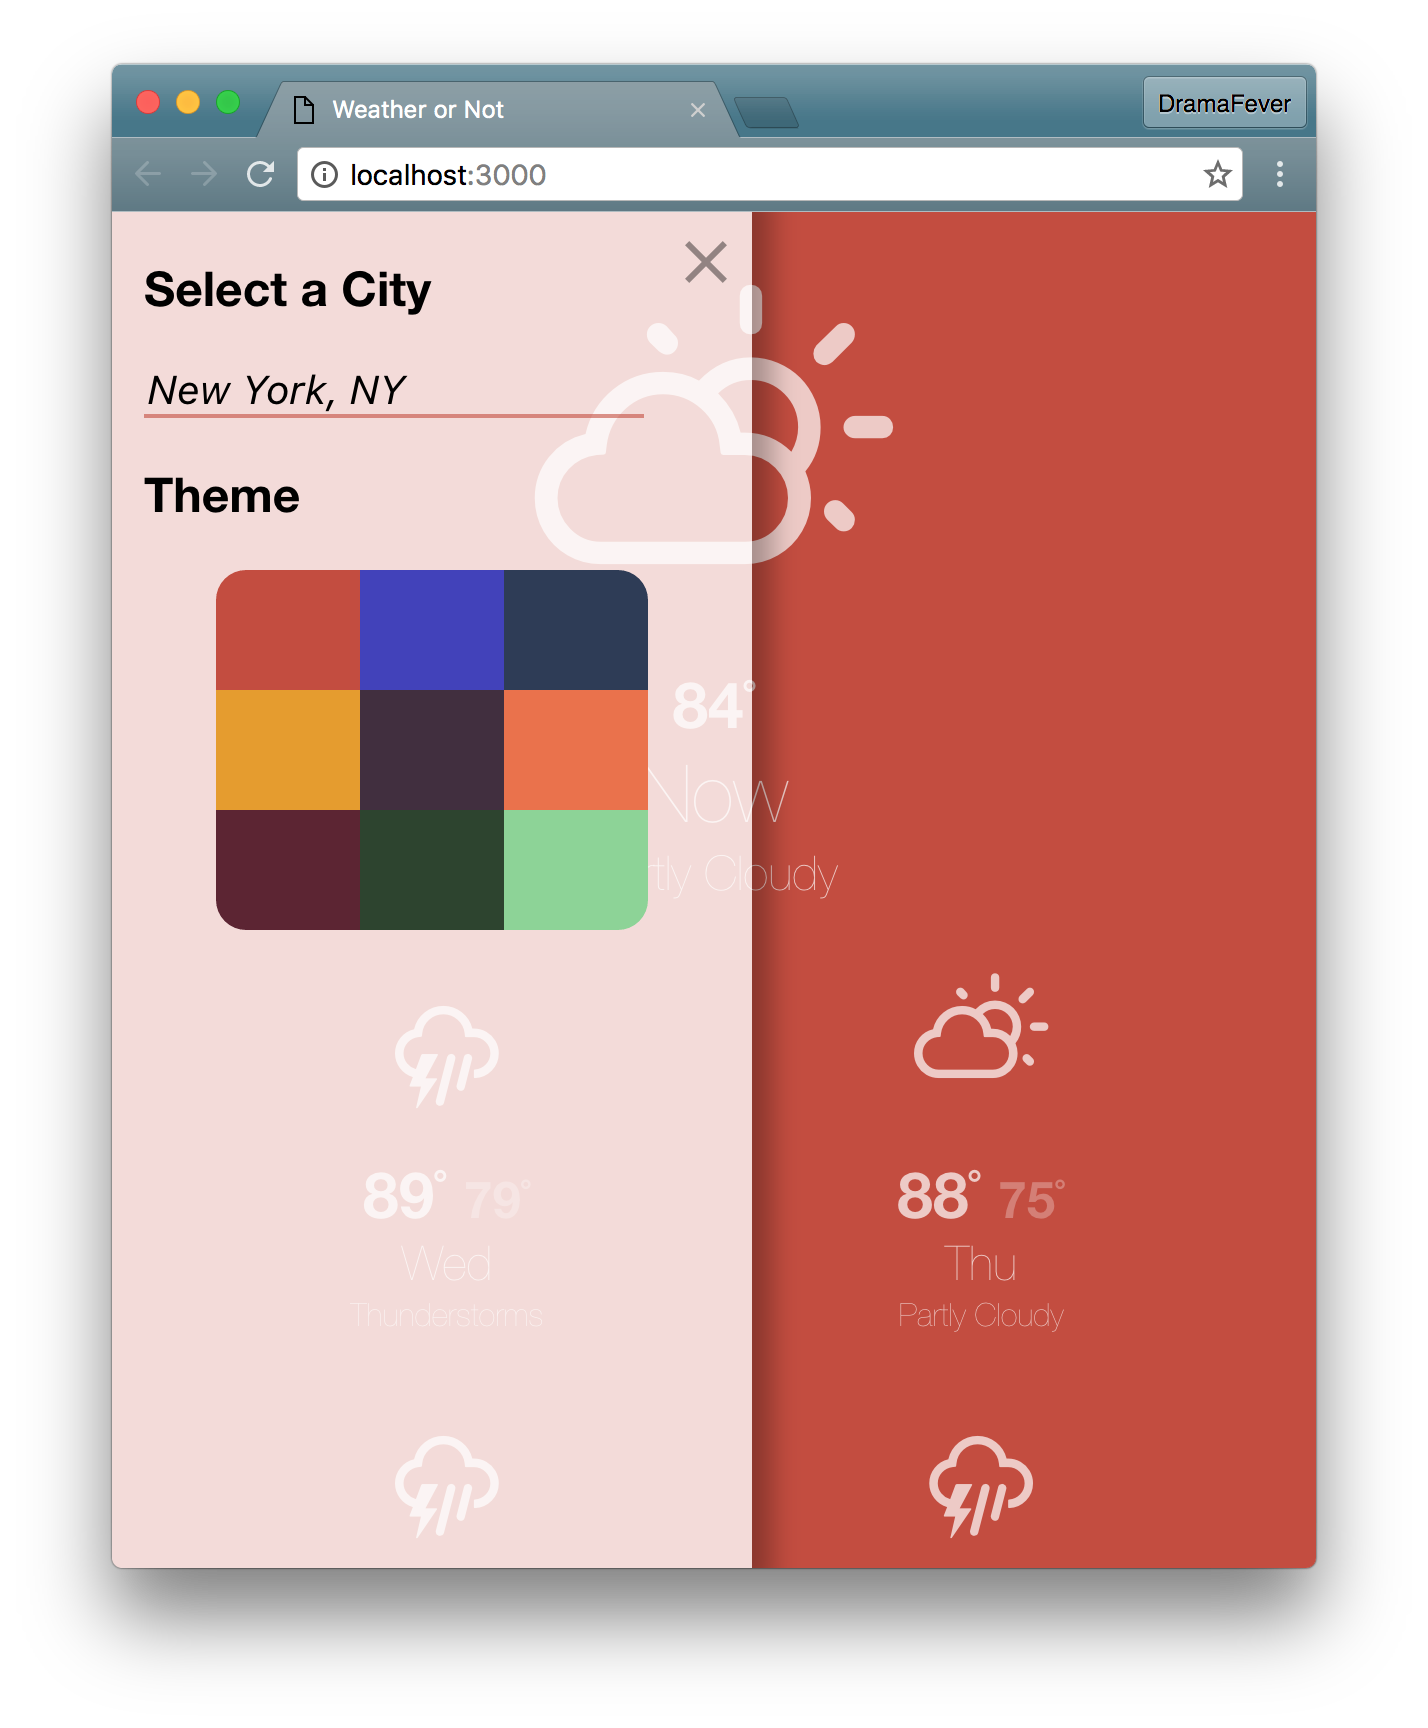 Weather or Not
DramaFever
localhost:3000
Select a City
New York, NY
Theme
84°
Now
tly Cloudy
89° 79°
Wed
Thunderstorms
88° 75°
Thu
Partly Cloudy